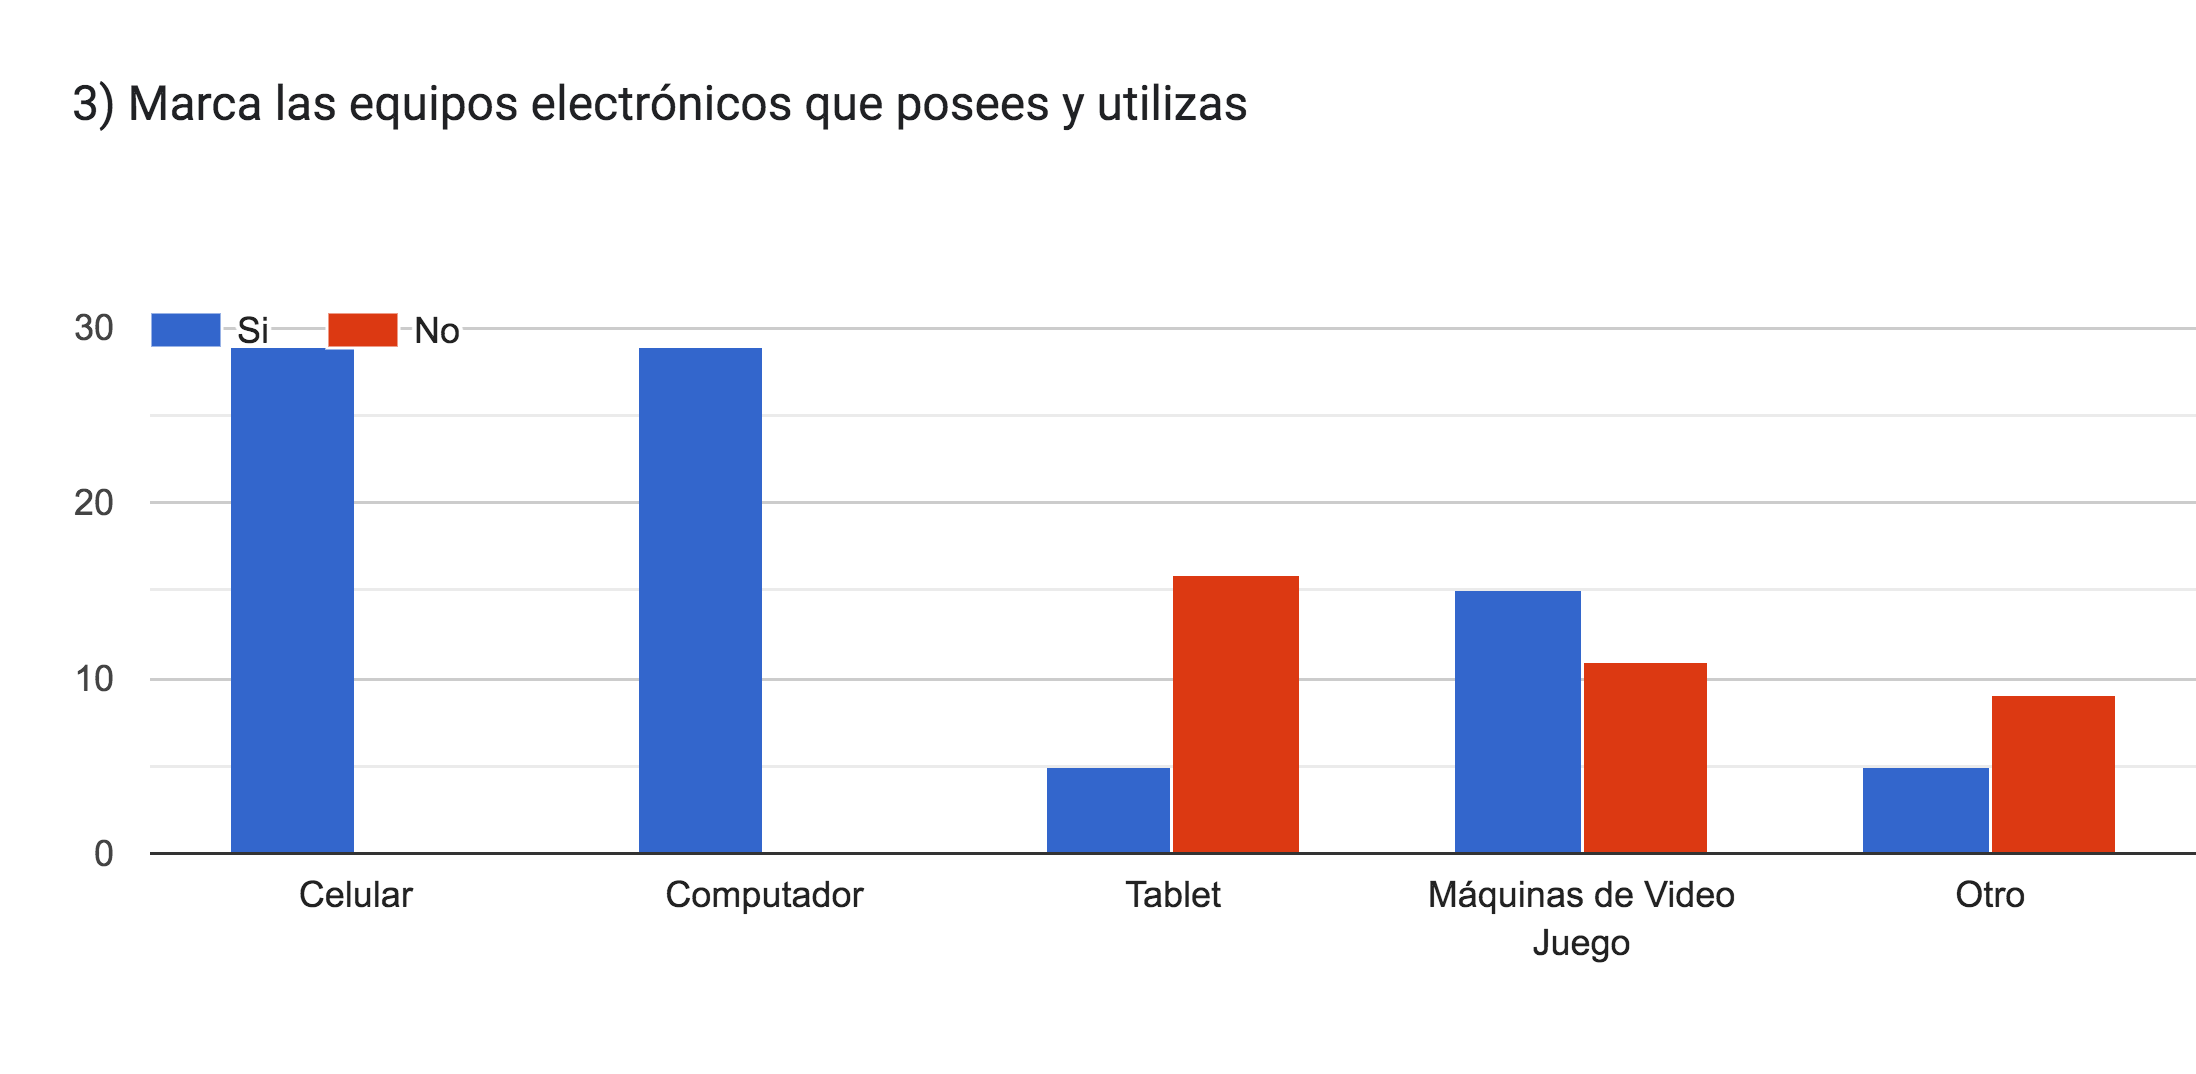 3) Marca las equipos electrónicos que posees y utilizas
30
Si
No
20
10
0
Celular
Computador
Tablet
Máquinas de Video
Juego
Otro